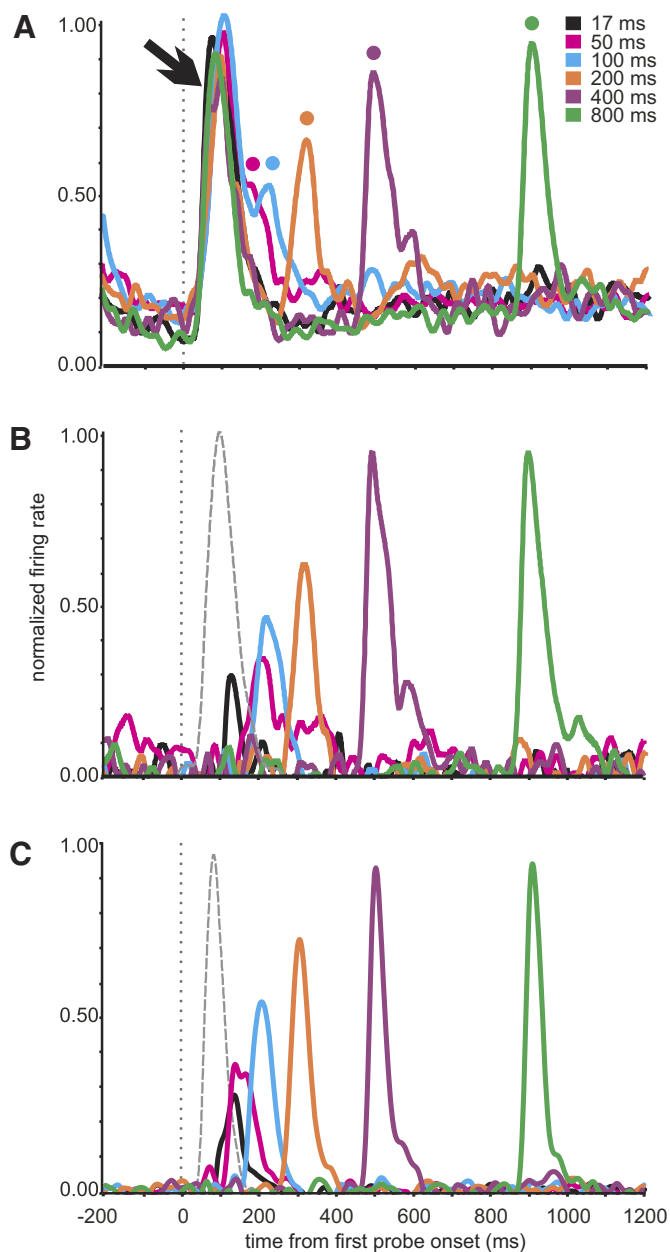 A
1.00
0.50
0.00
17 ms
50 ms
100 ms
200 ms
400 ms
800 ms
B
1.00
0.50
0.00
normalized firing rate
C
1.00
0.50
0.00
-200 0 200 400 600 800 1000 1200
time from first probe onset (ms)